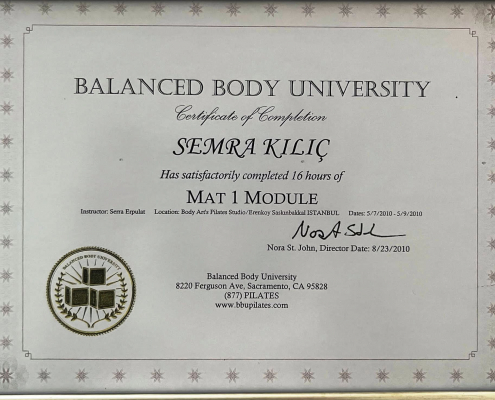 BALANCED BODY UNIVERSITY
Certificate of Completion
SEMRA KILIÇ
Has satisfactorily completed 16 hours of
MAT 1 MODULE
Instructor: Serra Erpulat Location: Body Art's Pilates Studio/Erenkoy Saskinbakkal ISTANBUL Dates: 5/7/2010 - 5/9/2010
Nora St. John, Director Date: 8/23/2010
BALANCED BODY UNIVERSITY
Balanced Body University
8220 Ferguson Ave, Sacramento, CA 95828
(877) PILATES
www.bbupilates.com